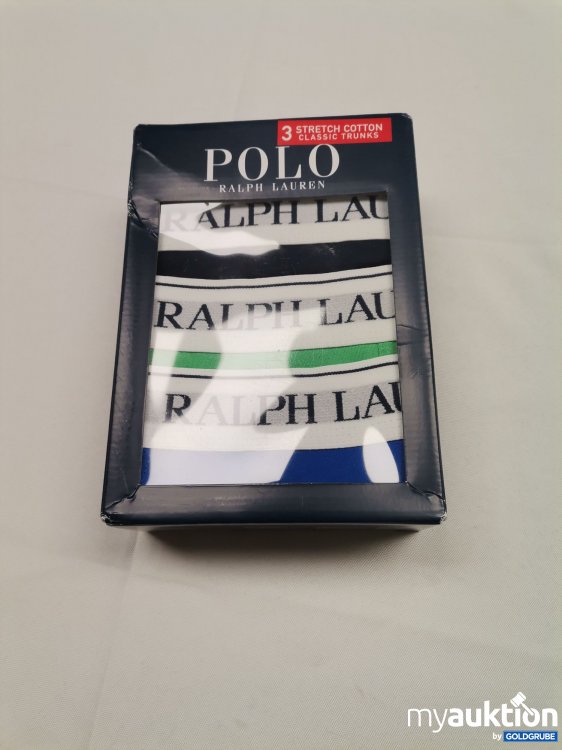 3 STRETCH COTTON
CLASSIC TRUNKS
POLO
RALPH LAUREN
RALPH LAU
RALPH LAU
RALPH LAU
myauktion
by GOLDGRUBE